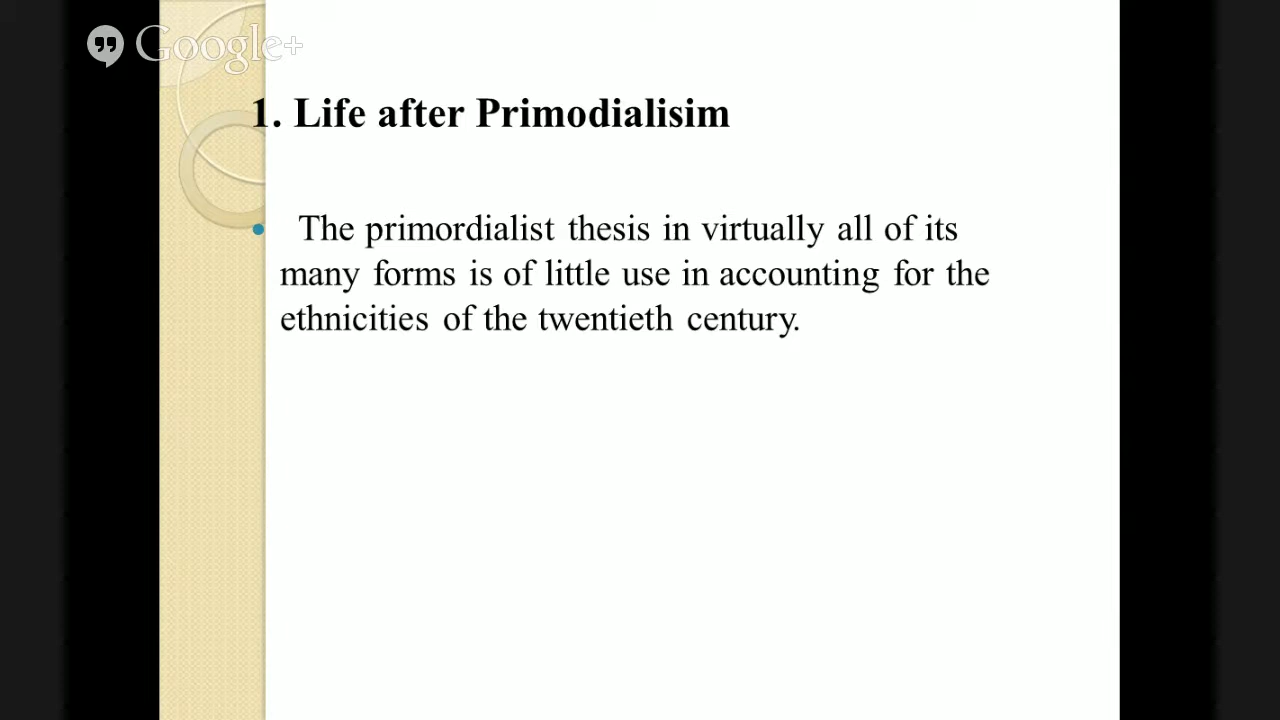 Google+
1. Life after Primodialisim
The primordialist thesis in virtually all of its
many forms is of little use in accounting for the
ethnicities of the twentieth century.